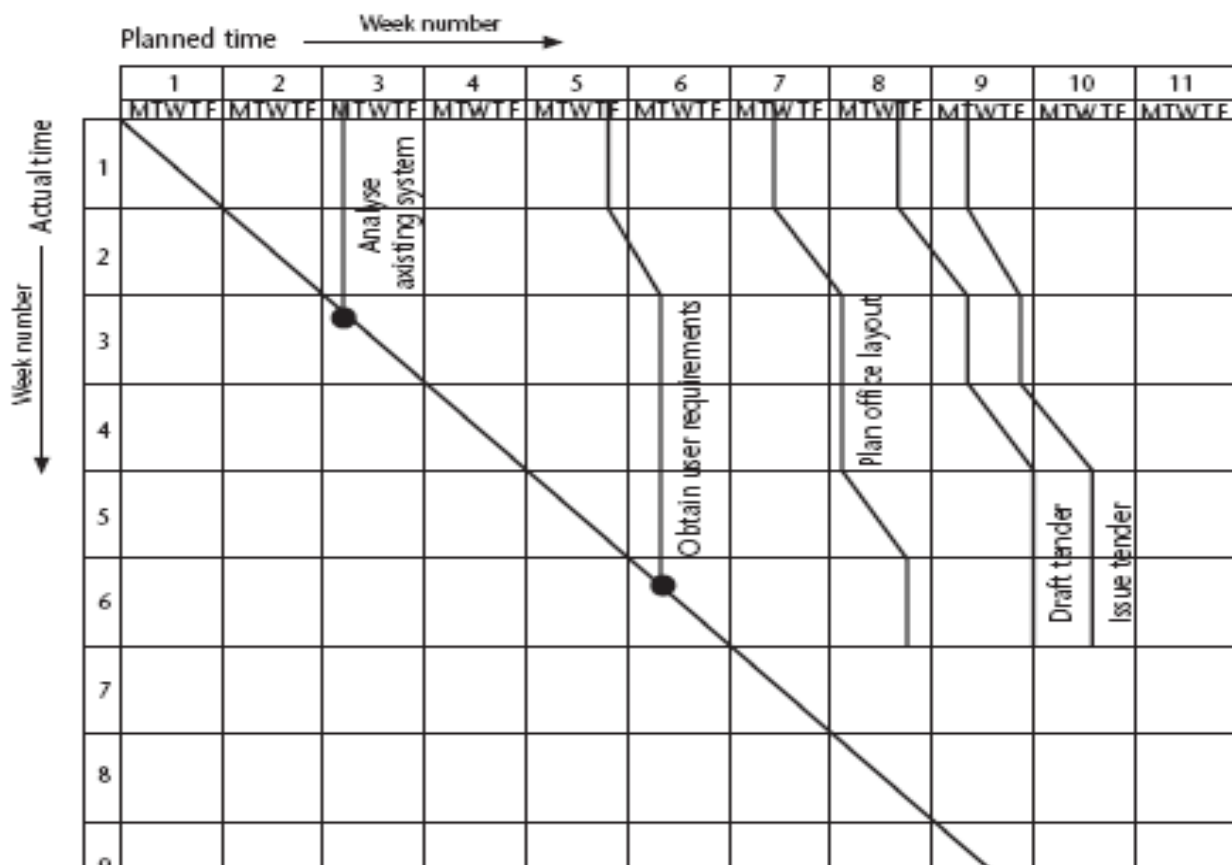 Week number
Planned time
1 2 3 4 5 6 7 8 9 10 11
MTWTF MTWTF MTWTF MTWTF MTWTF MTWTF MTWTF MTWTF MTWTF MTWTF MTWTF
Actual time
Week number
1
2
3
4
5
6
7
8
9
Analyse
axisting system
Obtain user requirements
Plan office layout
Draft tender
Issue tender